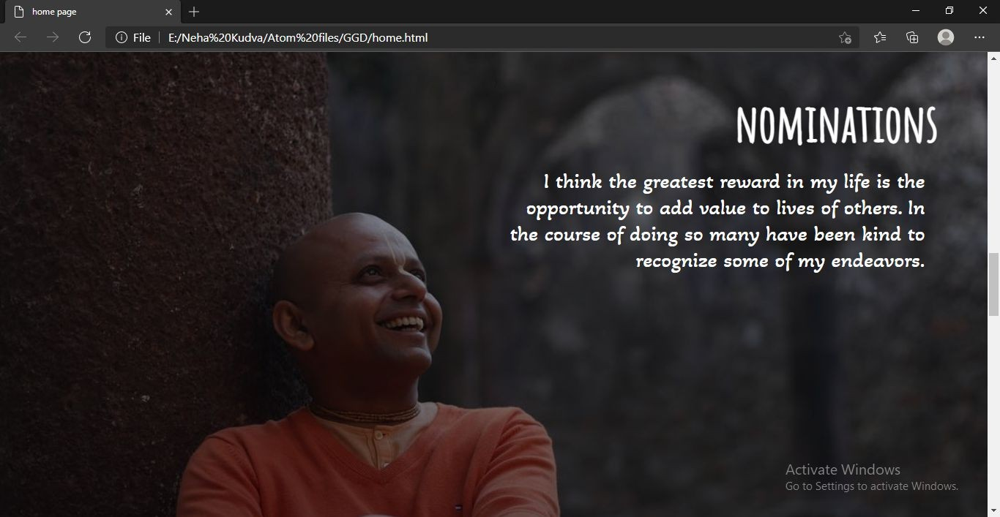 home page
File
E:/Neha%20Kudva/Atom%20files/GGD/home.html
NOMINATIONS
I think the greatest reward in my life is the
opportunity to add value to lives of others. In
the course of doing so many have been kind to
recognize some of my endeavors.
Activate Windows
Go to Settings to activate Windows.